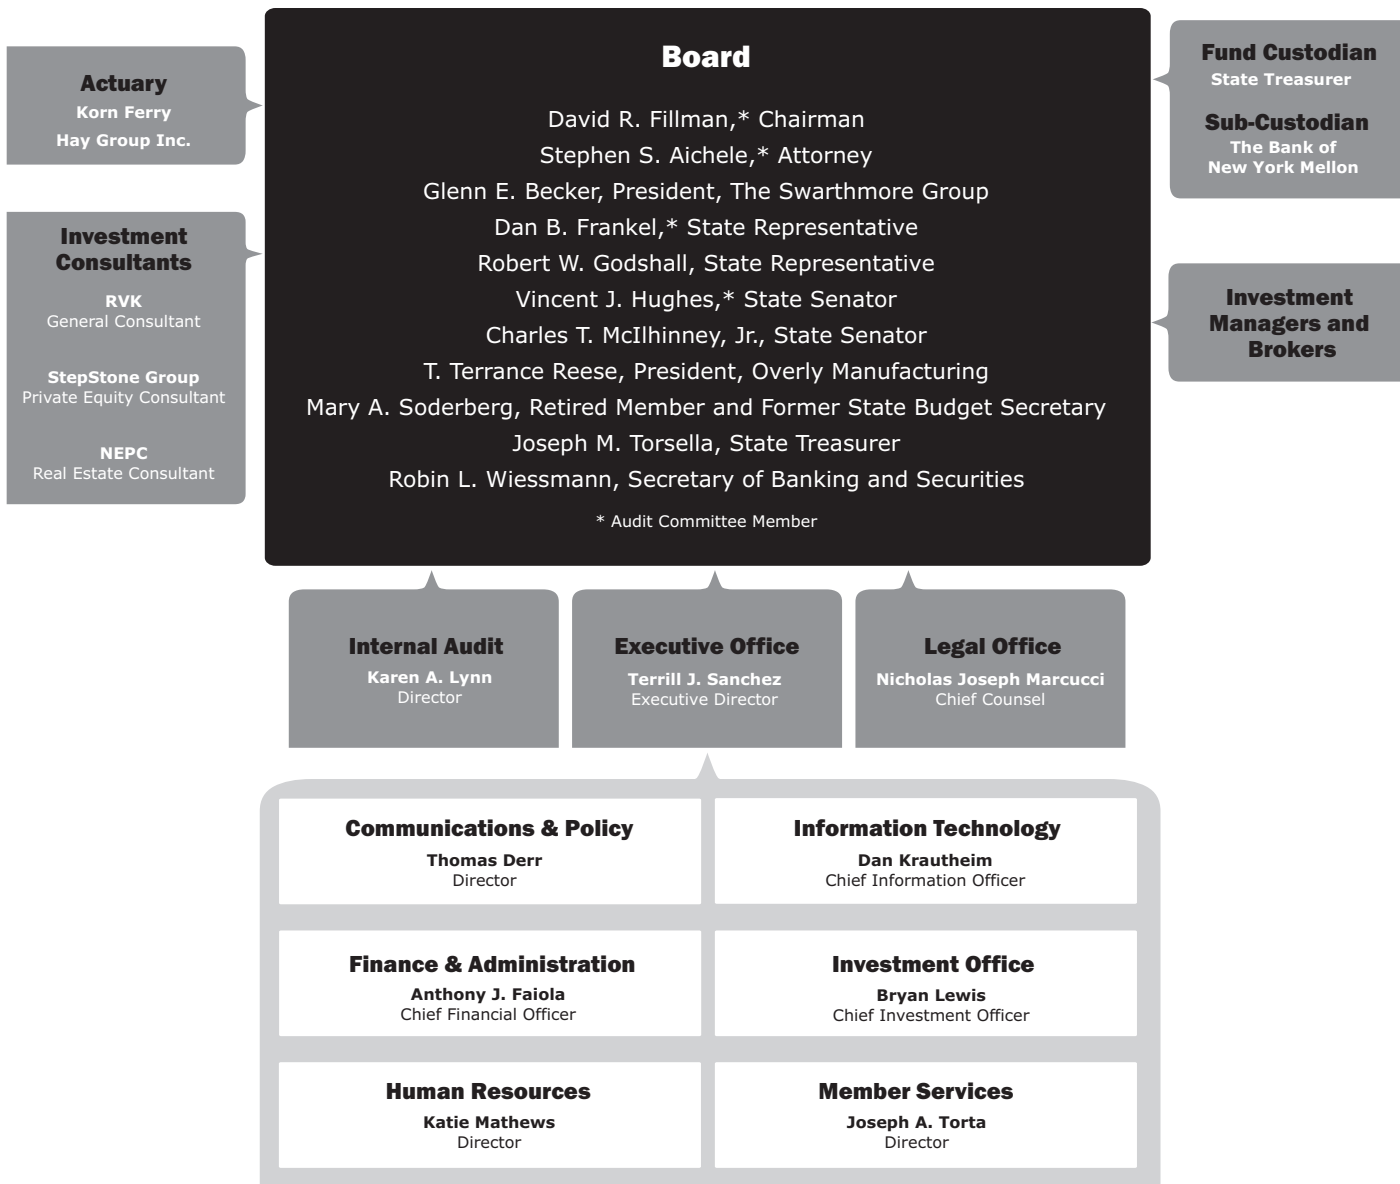 Board
David R. Fillman,* Chairman
Stephen S. Aichele,* Attorney
Glenn E. Becker, President, The Swarthmore Group
Dan B. Frankel,* State Representative
Robert W. Godshall, State Representative
Vincent J. Hughes,* State Senator
Charles T. McIlhinney, Jr., State Senator
T. Terrance Reese, President, Overly Manufacturing
Mary A. Soderberg, Retired Member and Former State Budget Secretary
Joseph M. Torsella, State Treasurer
Robin L. Wiessmann, Secretary of Banking and Securities
* Audit Committee Member
Actuary
Korn Ferry
Hay Group Inc.
Investment
Consultants
RVK
General Consultant
StepStone Group
Private Equity Consultant
NEPC
Real Estate Consultant
Fund Custodian
State Treasurer
Sub-Custodian
The Bank of
New York Mellon
Investment
Managers and
Brokers
Internal Audit
Karen A. Lynn
Director
Executive Office
Terrill J. Sanchez
Executive Director
Legal Office
Nicholas Joseph Marcucci
Chief Counsel
Communications & Policy
Thomas Derr
Director
Information Technology
Dan Krautheim
Chief Information Officer
Finance & Administration
Anthony J. Faiola
Chief Financial Officer
Investment Office
Bryan Lewis
Chief Investment Officer
Human Resources
Katie Mathews
Director
Member Services
Joseph A. Torta
Director